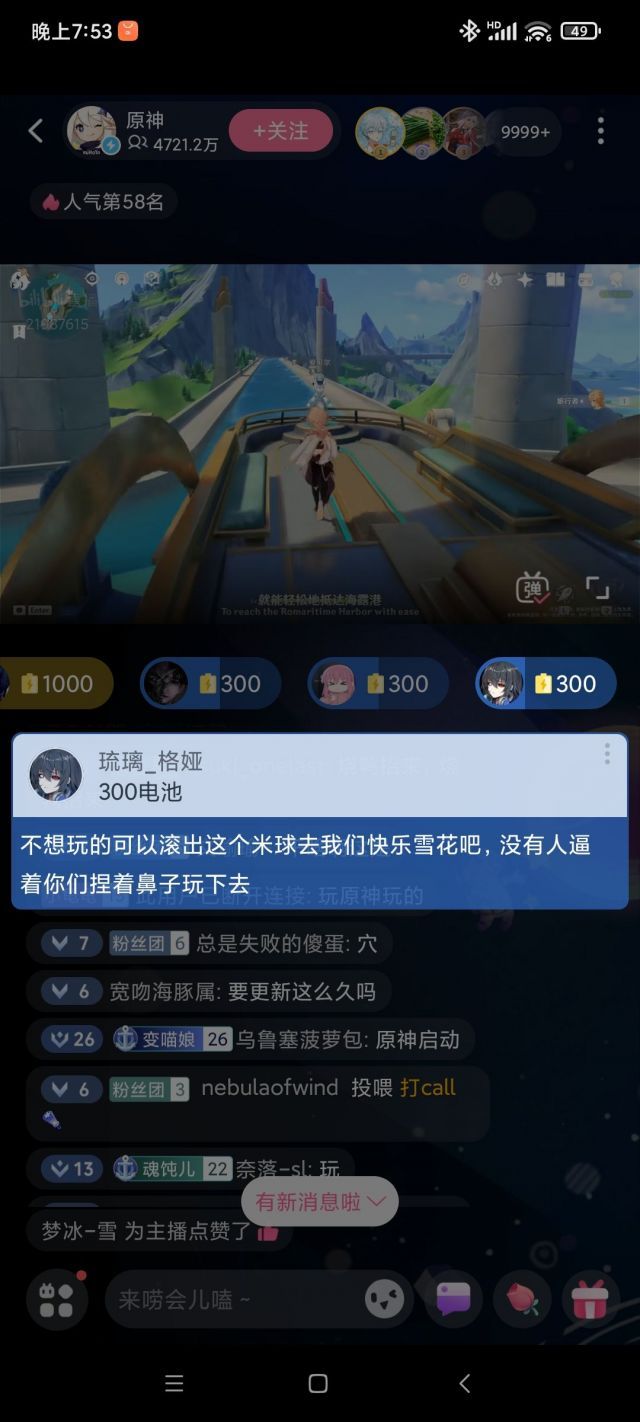 晚上7:53
HD
6
49
原神
4721.2万
+关注
9999+
人气第58名
21987615
Enter
就能轻松地抵达海露港
To reach the Romaritime Harbor with ease
弹
1000
300
300
300
琉璃_格娅
300电池
不想玩的可以滚出这个米球去我们快乐雪花吧，没有人逼
着你们捏着鼻子玩下去
此用户已断开连接: 玩原神玩的
7 粉丝团 6 总是失败的傻蛋: 穴
6 宽吻海豚属: 要更新这么久吗
26 变喵娘 26 乌鲁塞菠萝包: 原神启动
6 粉丝团 3 nebulaofwind 投喂 打call
13 魂饨儿 22 奈落-sl: 玩
有新消息啦
梦冰-雪 为主播点赞了
来唠会儿嗑 ~